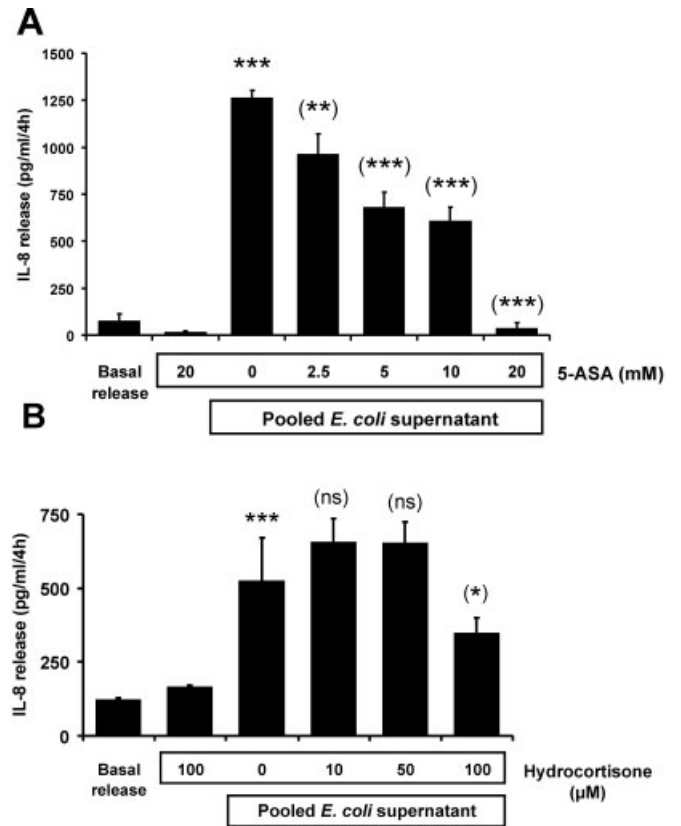 A
IL-8 release (pg/ml/4h)
1500
1250
1000
750
500
250
0
***
(**)
(***)
(***)
(***)
Basal
release
20 0 2.5 5 10 20
5-ASA (mM)
Pooled E. coli supernatant
B
IL-8 release (pg/ml/4h)
750
500
250
0
***
(ns)
(ns)
(*)
Basal
release
100 0 10 50 100
Hydrocortisone
(µM)
Pooled E. coli supernatant